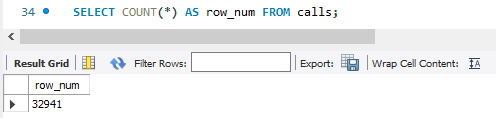 34 SELECT COUNT(*) AS row_num FROM calls;
Result Grid Filter Rows: Export: Wrap Cell Content:
row_num
32941